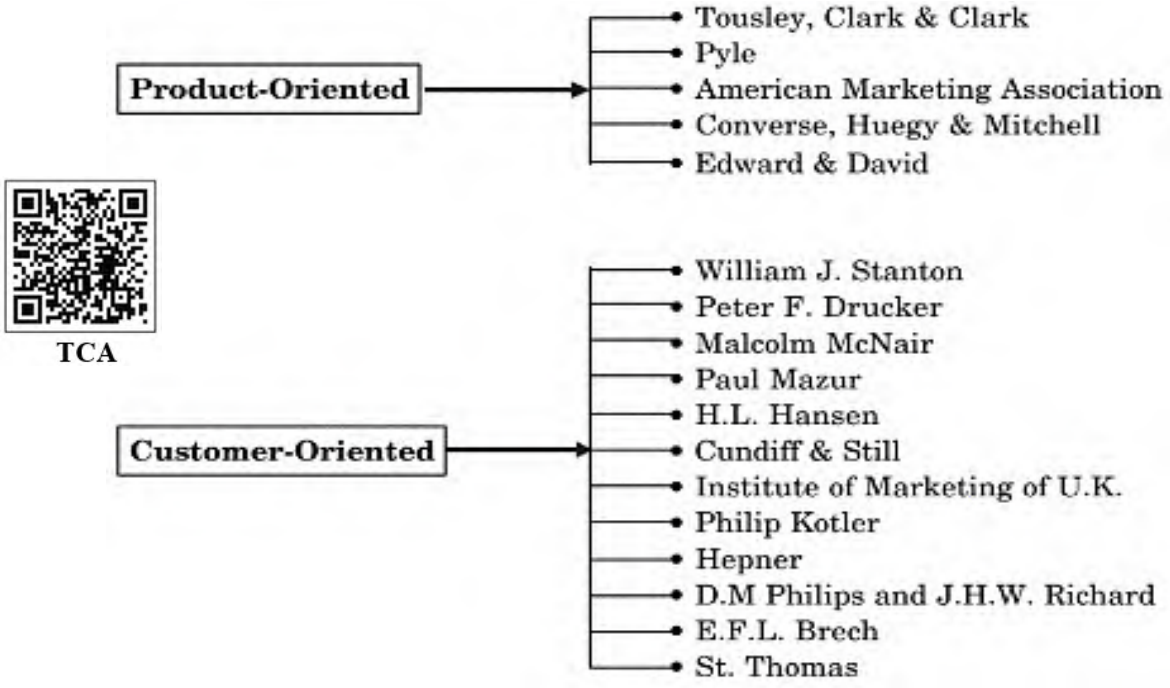 Product-Oriented
Tousley, Clark & Clark
Pyle
American Marketing Association
Converse, Huegy & Mitchell
Edward & David
TCA
Customer-Oriented
William J. Stanton
Peter F. Drucker
Malcolm McNair
Paul Mazur
H.L. Hansen
Cundiff & Still
Institute of Marketing of U.K.
Philip Kotler
Hepner
D.M Philips and J.H.W. Richard
E.F.L. Brech
St. Thomas